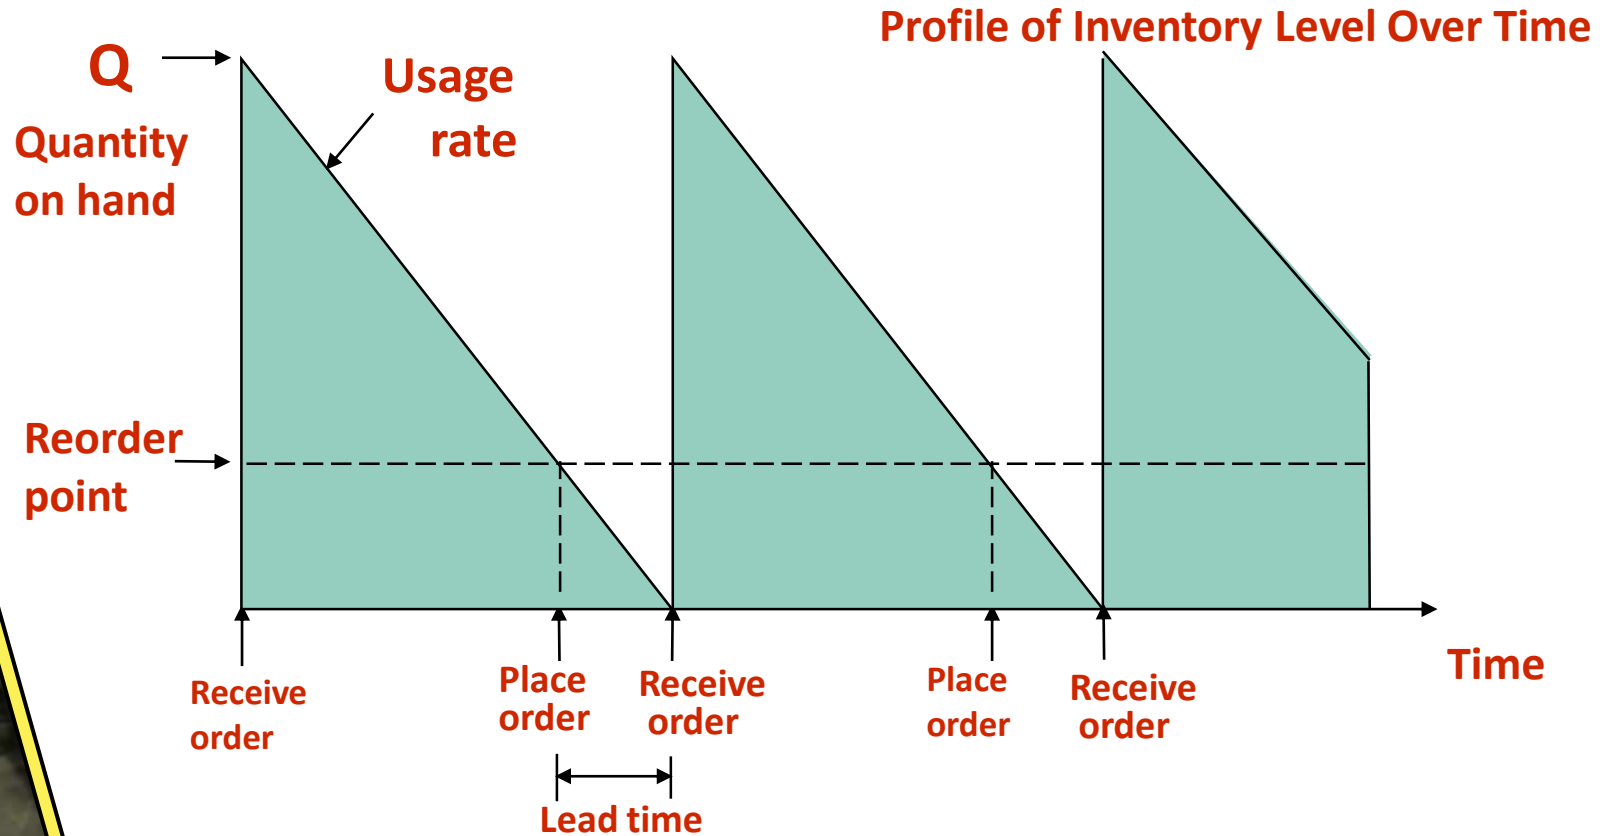 Profile of Inventory Level Over Time
Q
Quantity
on hand
Usage
rate
Reorder
point
Receive
order
Place
order
Receive
order
Place
order
Receive
order
Time
Lead time